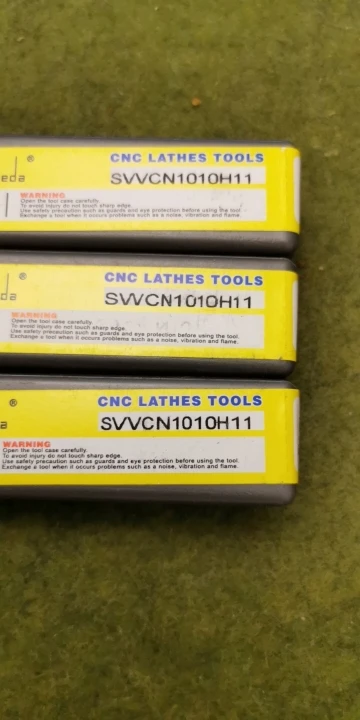 eda®
CNC LATHES TOOLS
SVVCN1010H11
WARNING
Open the tool case carefully.
To avoid injury do not touch sharp edge.
Use safety precaution such as guards and eye protection before using the tool.
Exchange a tool when it occurs problems such as a noise, vibration and flame.
da®
CNC LATHES TOOLS
SVVCN1010H11
WARNING
Open the tool case carefully.
To avoid injury do not touch sharp edge.
Use safety precaution such as guards and eye protection before using the tool.
Exchange a tool when it occurs problems such as a noise, vibration and flame.
a®
CNC LATHES TOOLS
SVVCN1010H11
WARNING
Open the tool case carefully.
To avoid injury do not touch sharp edge.
Use safety precaution such as guards and eye protection before using the tool.
Exchange a tool when it occurs problems such as a noise, vibration and flame.